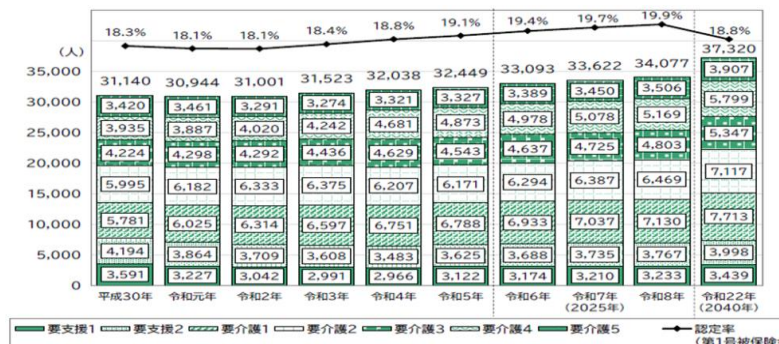 18.3% 18.1% 18.1% 18.4% 18.8% 19.1% 19.4% 19.7% 19.9% 18.8%
(人)
37,320
35,000
31,140 30,944 31,001 31,523 32,038 32,449 33,093 33,622 34,077
3,420 3,461 3,291 3,274 3,321 3,327 3,389 3,450 3,506 3,907
30,000
3,935 3,887 4,020 4,242 4,681 4,873 4,978 5,078 5,169 5,799
25,000
4,224 4,298 4,292 4,436 4,629 4,543 4,637 4,725 4,803 5,347
20,000
5,995 6,182 6,333 6,375 6,207 6,171 6,294 6,387 6,469 7,117
15,000
5,781 6,025 6,314 6,597 6,751 6,788 6,933 7,037 7,130 7,713
10,000
4,194 3,864 3,709 3,608 3,483 3,625 3,688 3,735 3,767 3,998
5,000
3,591 3,227 3,042 2,991 2,966 3,122 3,174 3,210 3,233 3,439
0
平成30年 令和元年 令和2年 令和3年 令和4年 令和5年 令和6年 令和7年 令和8年 令和22年
(2025年) (2040年)
要支援1 要支援2 要介護1 要介護2 要介護3 要介護4 要介護5 認定率
(第1号被保険